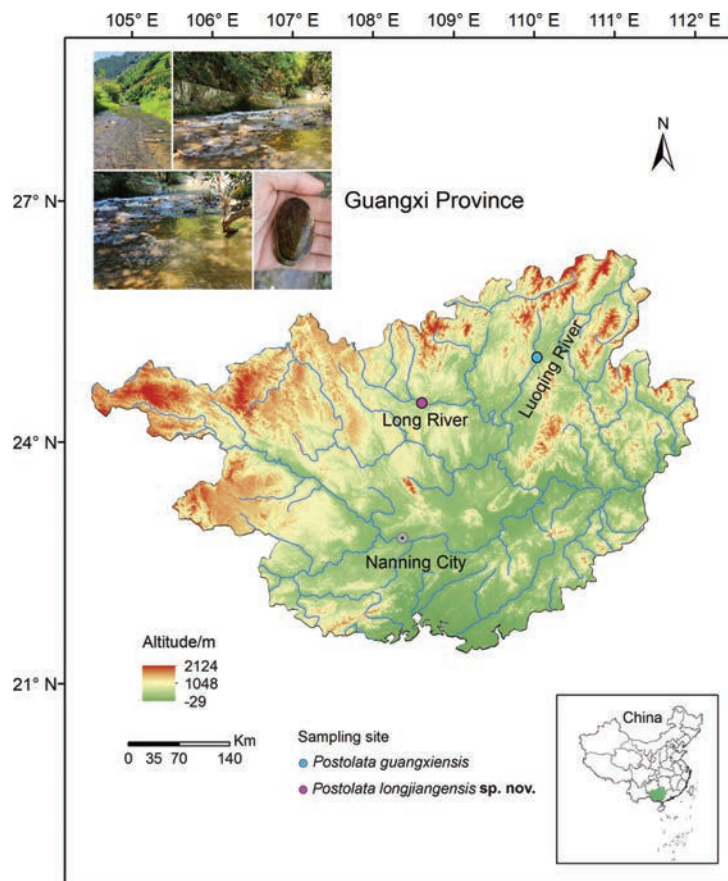 105° E 106° E 107° E 108° E 109° E 110° E 111° E 112° E
N
27° N
Guangxi Province
Luoqing River
24° N
Long River
Nanning City
Altitude/m
2124
1048
-29
21° N
Km
0 35 70 140
Sampling site
Postolata guangxiensis
Postolata longjiangensis sp. nov.
China